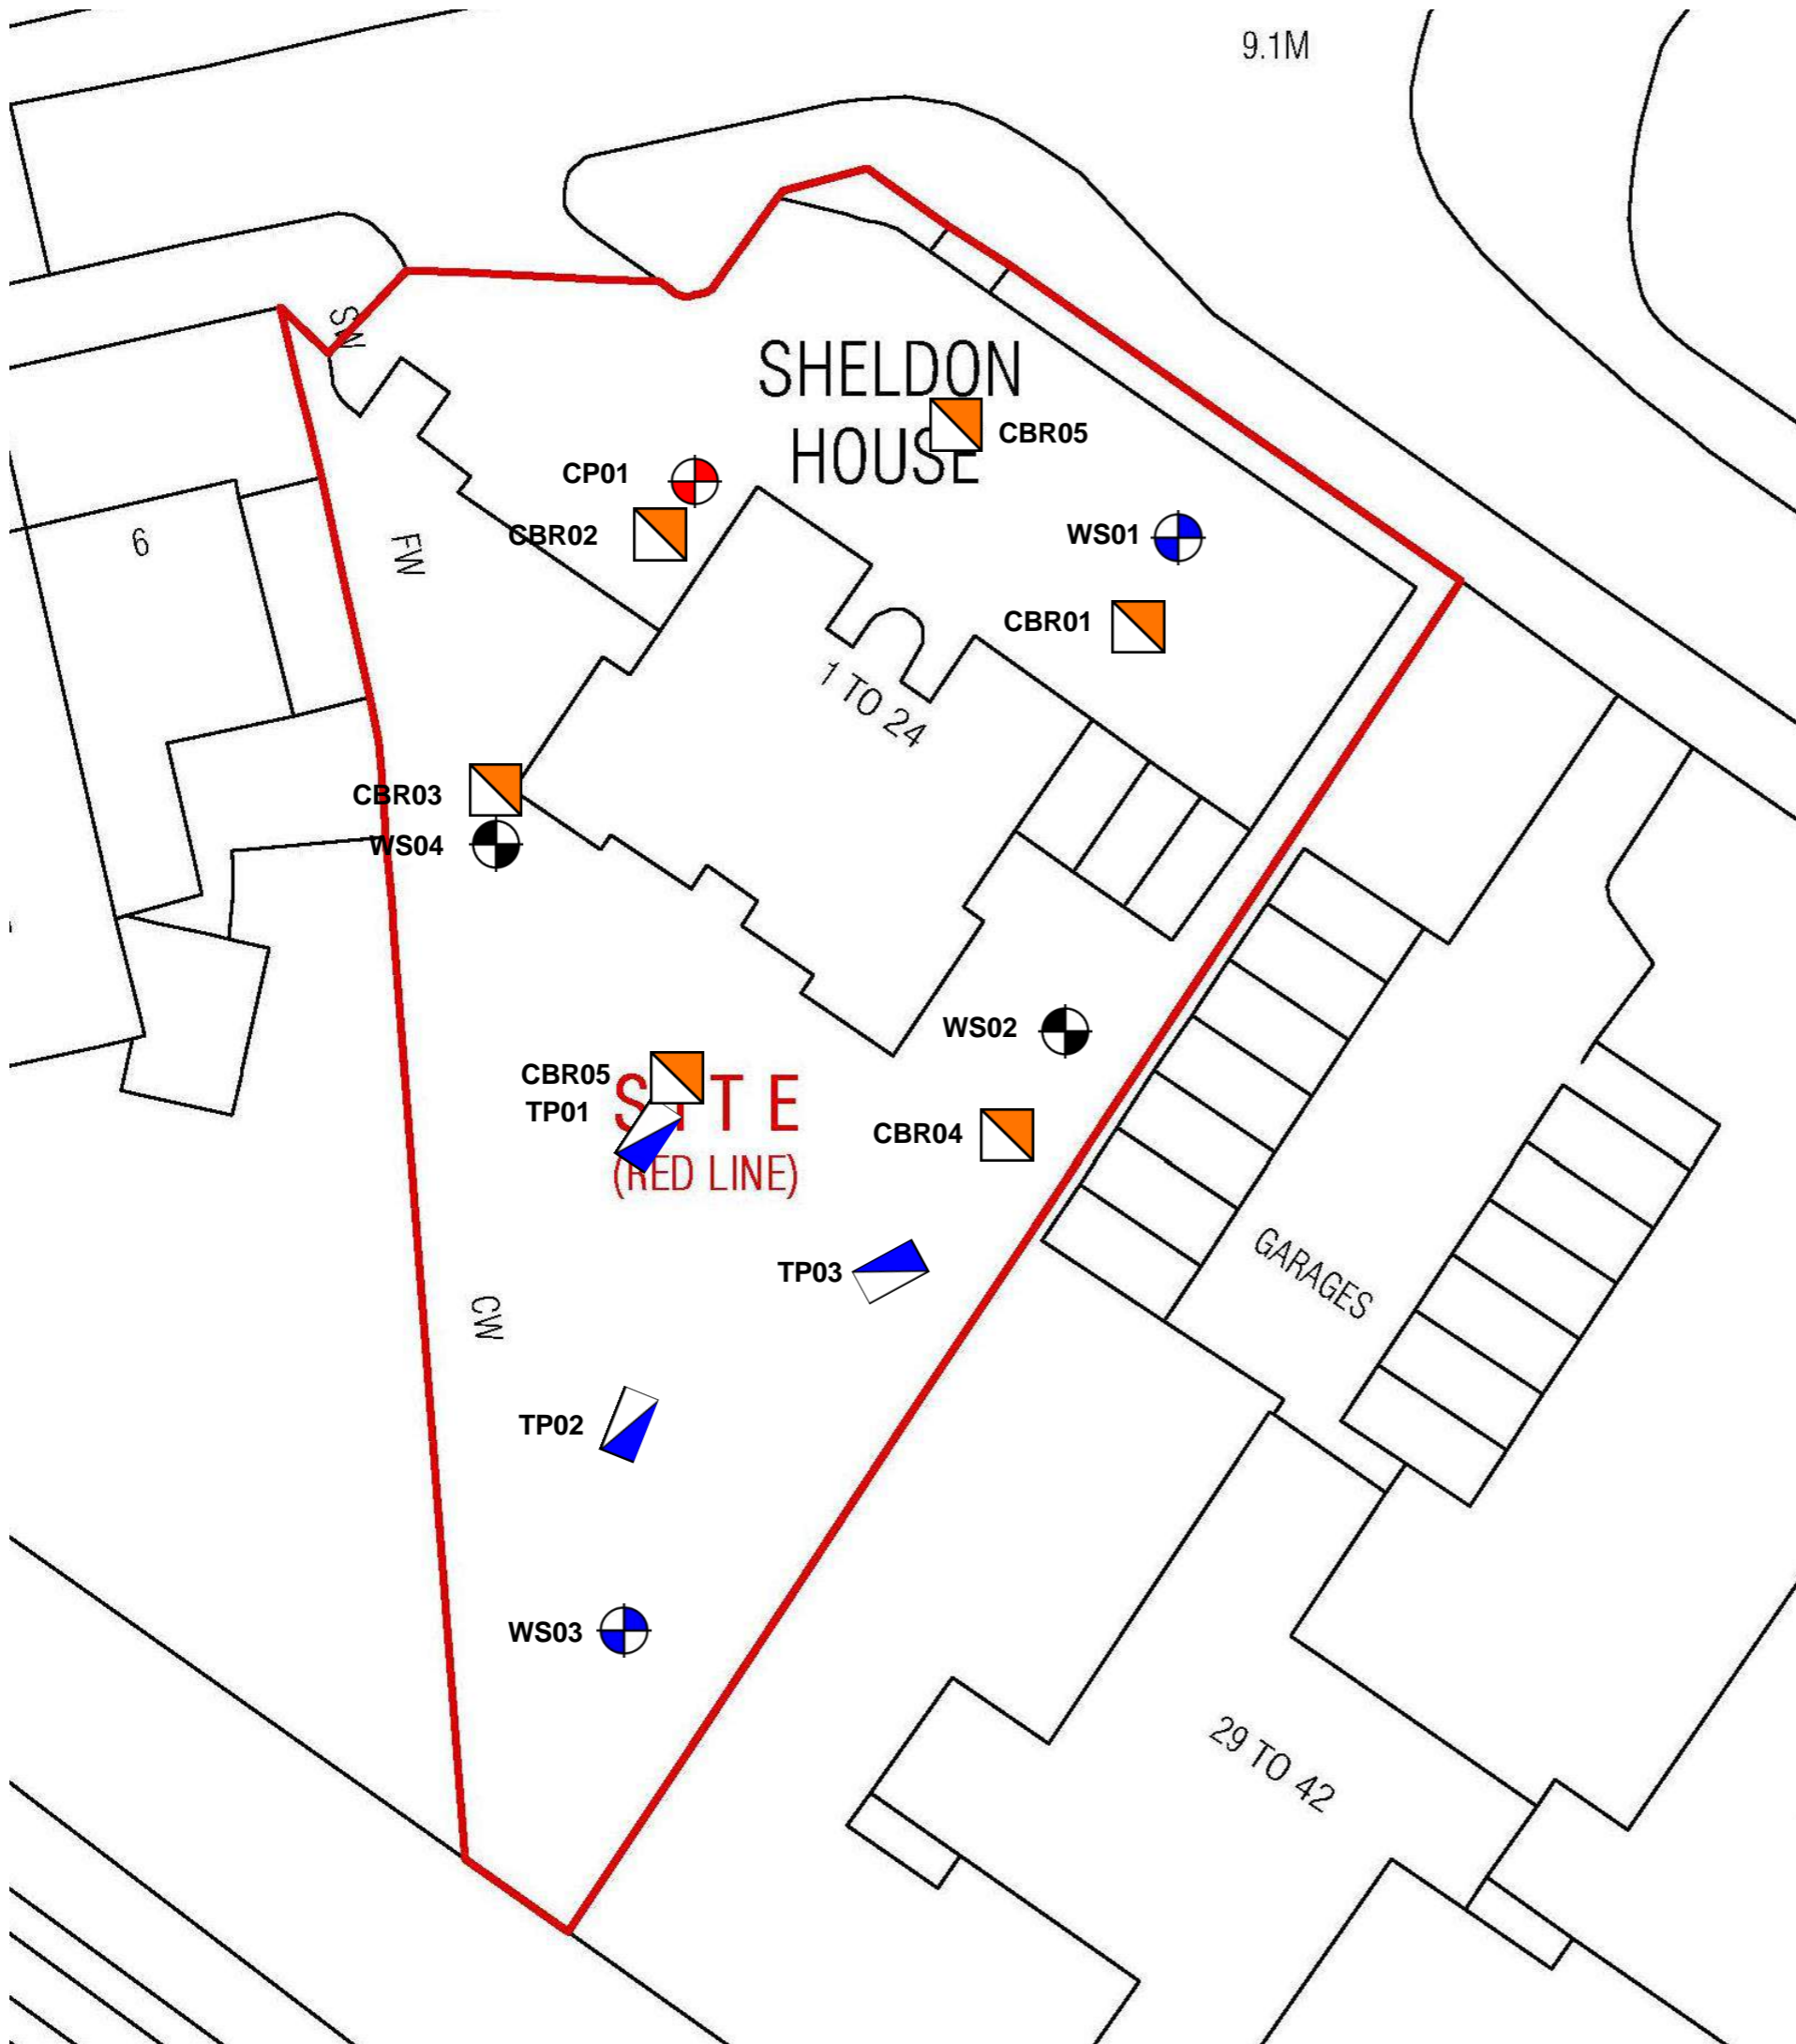 9.1M
SW
SHELDON
HOUSE
CBR05
CP01
CBR02
WS01
6
FW
CBR01
1 TO 24
CBR03
WS04
WS02
CBR05
TP01
SITE
(RED LINE)
CBR04
GARAGES
TP03
CW
TP02
WS03
29 TO 42